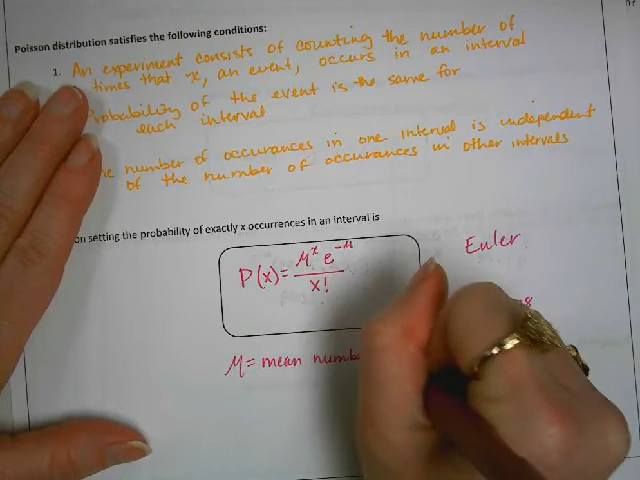 Poisson distribution satisfies the following conditions:
1. An experiment consists of counting the number of
times that x, an event, occurs in an interval
Probability of the event is the same for
each interval
number of occurances in one interval is independent
of the number of occurances in other intervals
setting the probability of exactly x occurrences in an interval is
Euler
P(x) = μ^x e^-μ / x!
μ = mean